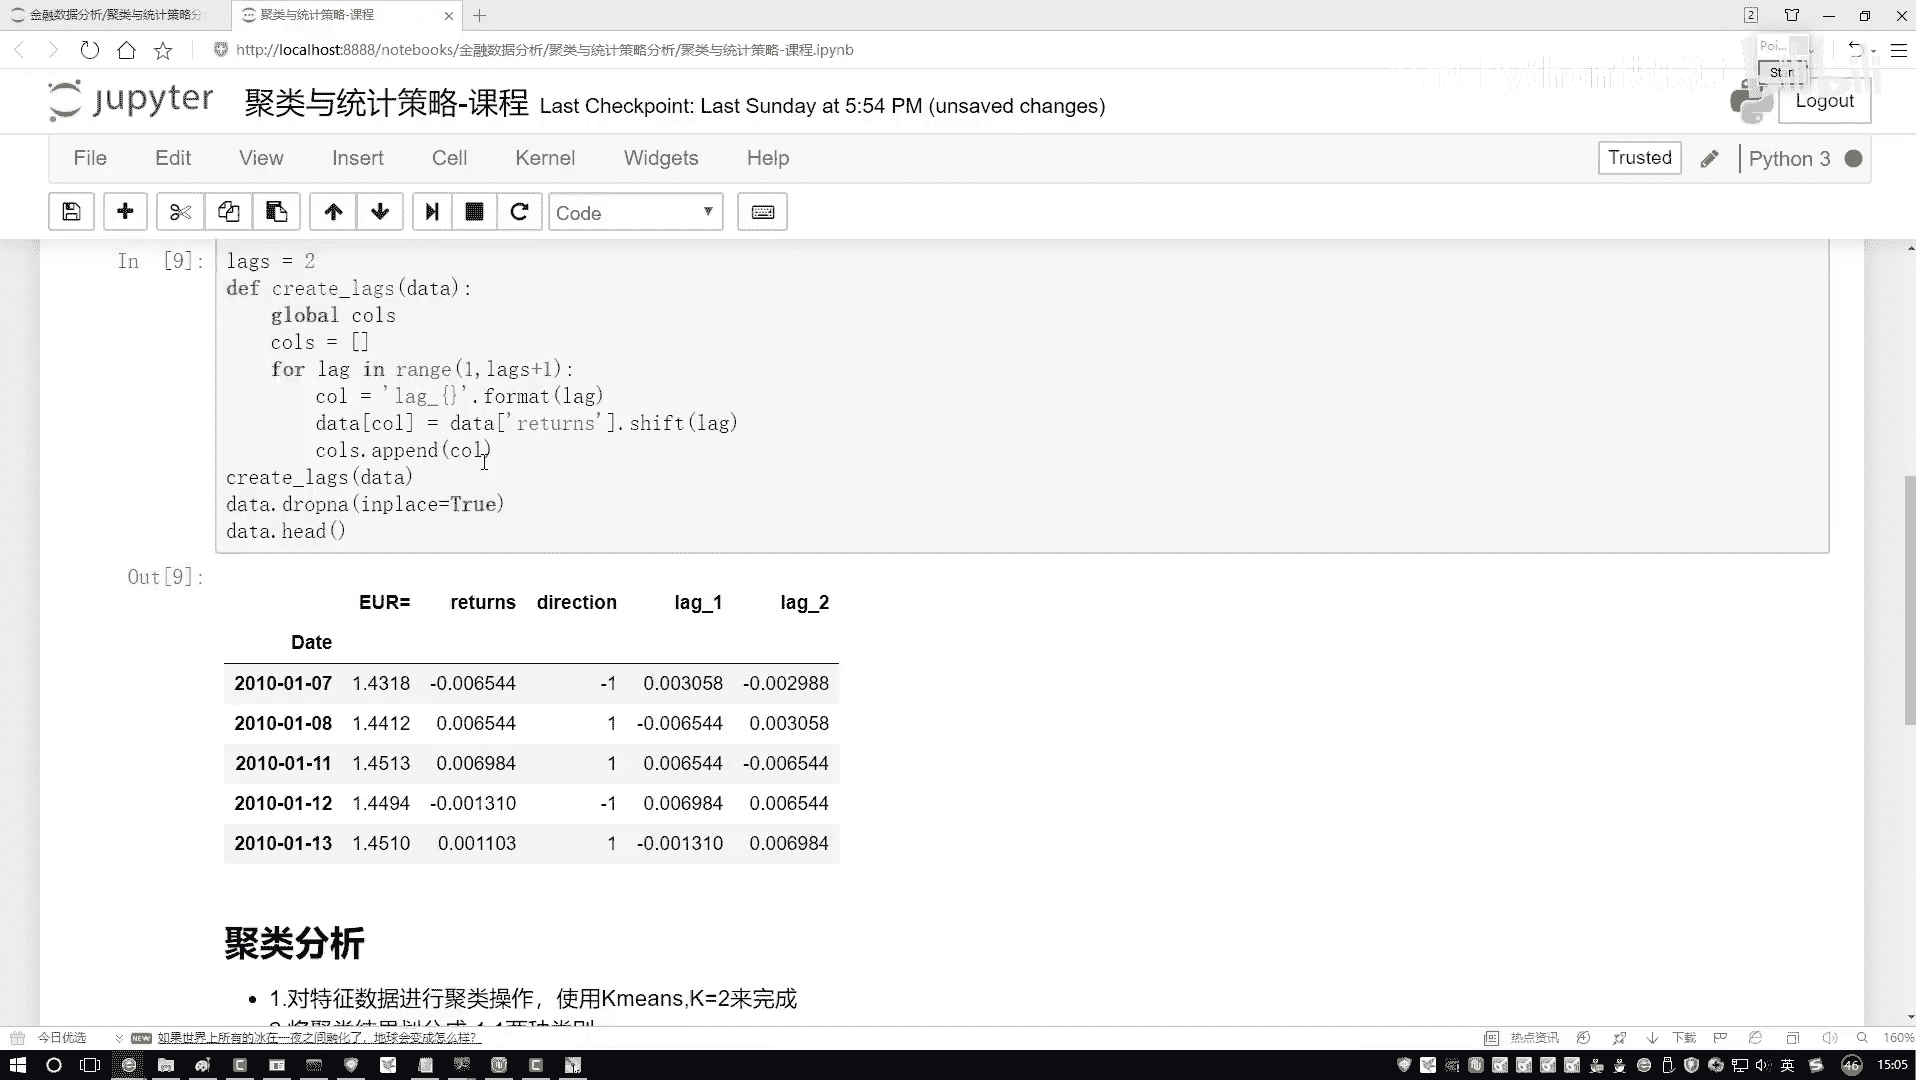 金融数据分析/聚类与统计策略分
聚类与统计策略-课程
2
http://localhost:8888/notebooks/金融数据分析/聚类与统计策略分析/聚类与统计策略-课程.ipynb
Poi...
Start
jupyter 聚类与统计策略-课程 Last Checkpoint: Last Sunday at 5:54 PM (unsaved changes)
Logout
File Edit View Insert Cell Kernel Widgets Help
Trusted
Python 3
Code
In [9]:
lags = 2
def create_lags(data):
global cols
cols = []
for lag in range(1,lags+1):
col = 'lag_{}'.format(lag)
data[col] = data['returns'].shift(lag)
cols.append(col)
create_lags(data)
data.dropna(inplace=True)
data.head()
Out[9]:
EUR= returns direction lag_1 lag_2
Date
2010-01-07 1.4318 -0.006544 -1 0.003058 -0.002988
2010-01-08 1.4412 0.006544 1 -0.006544 0.003058
2010-01-11 1.4513 0.006984 1 0.006544 -0.006544
2010-01-12 1.4494 -0.001310 -1 0.006984 0.006544
2010-01-13 1.4510 0.001103 1 -0.001310 0.006984
聚类分析
• 1.对特征数据进行聚类操作，使用Kmeans,K=2来完成
今日优选
NEW 如果世界上所有的冰在一夜之间融化了，地球会变成怎么样？
热点资讯
下载
160%
英
46
15:05